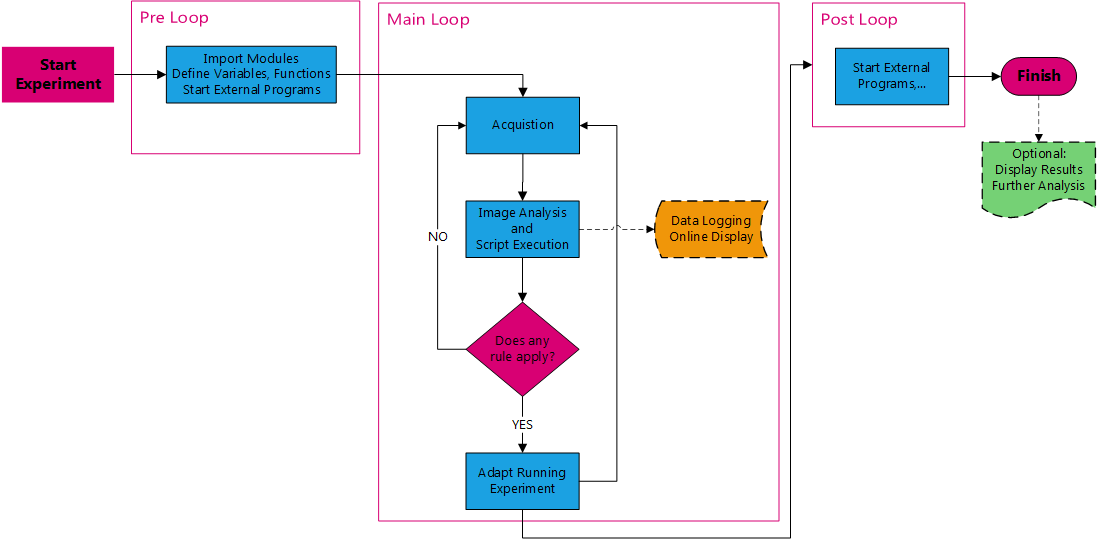 Pre Loop
Start
Experiment
Import Modules
Define Variables, Functions
Start External Programs
Main Loop
Acquistion
Image Analysis
and
Script Execution
NO
Data Logging
Online Display
Does any
rule apply?
YES
Adapt Running
Experiment
Post Loop
Start External
Programs,...
Finish
Optional:
Display Results
Further Analysis